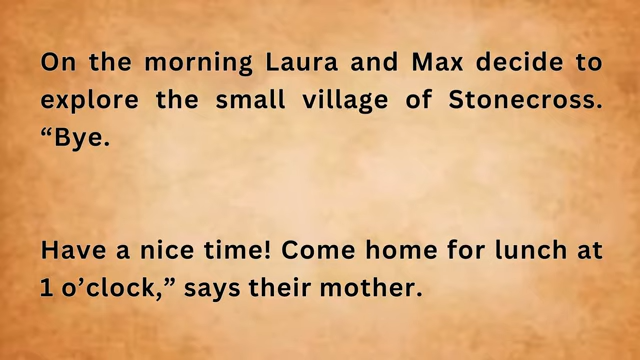 On the morning Laura and Max decide to
explore the small village of Stonecross.
“Bye.
Have a nice time! Come home for lunch at
1 o’clock,” says their mother.